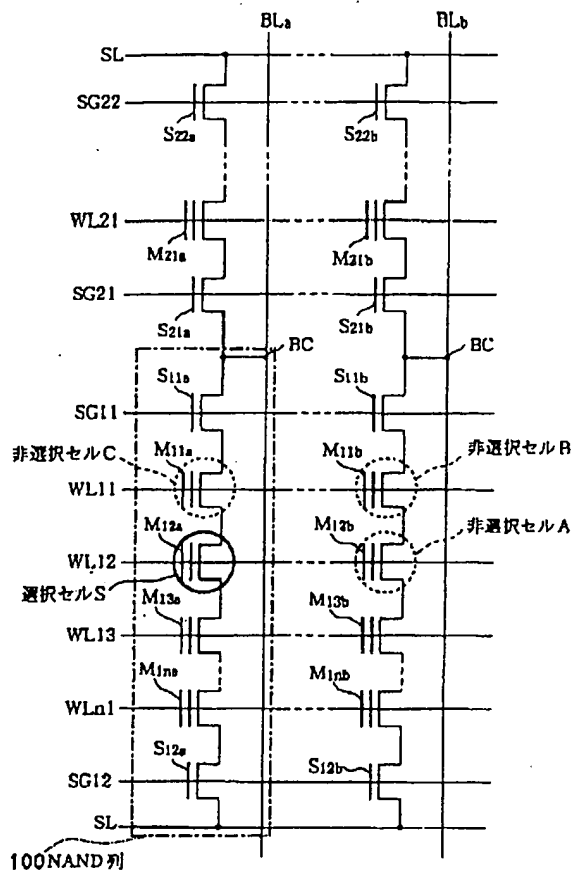 BLa BLb
SL
SG22
S22a S22b
WL21
M21a M21b
SG21
S21a S21b
BC BC
S11a S11b
SG11
非選択セルC M11a M11b 非選択セルB
WL11
M12a M12b 非選択セルA
WL12
選択セルS
M13a M13b
WL13
M1na M1nb
WLn1
S12a S12b
SG12
SL
100NAND列